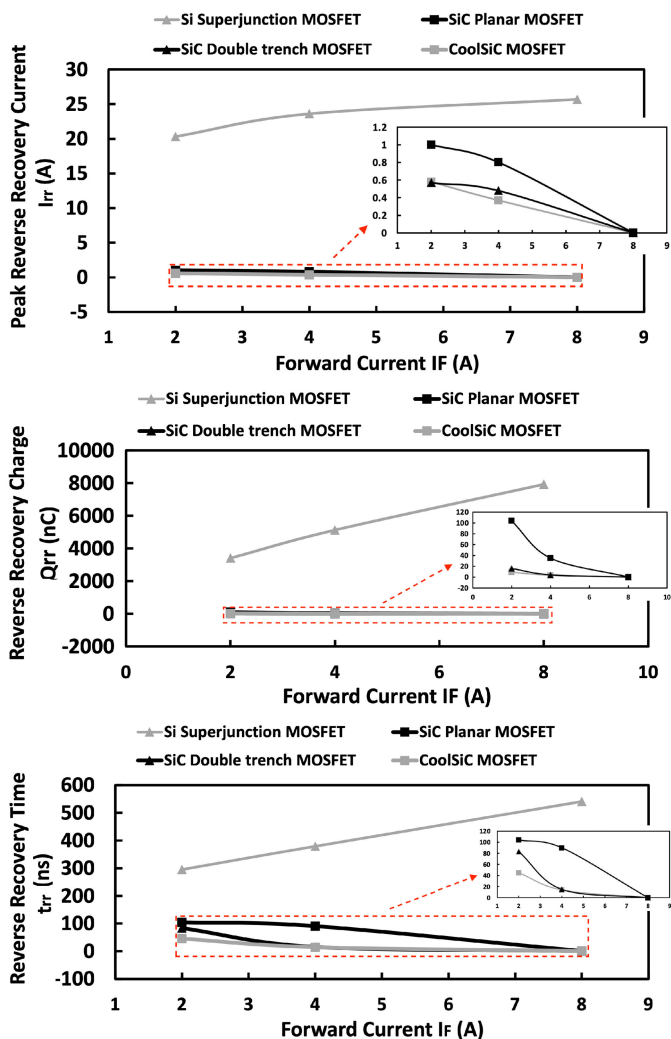 Si Superjunction MOSFET SiC Planar MOSFET
SiC Double trench MOSFET CoolSiC MOSFET
Peak Reverse Recovery Current
Irr (A)
30
25
20
15
10
5
0
-5
1 2 3 4 5 6 7 8 9
Forward Current IF (A)
1.2
1
0.8
0.6
0.4
0.2
0
1 2 3 4 5 6 7 8 9
Si Superjunction MOSFET SiC Planar MOSFET
SiC Double trench MOSFET CoolSiC MOSFET
Reverse Recovery Charge
Qrr (nC)
10000
8000
6000
4000
2000
0
-2000
0 2 4 6 8 10
Forward Current IF (A)
120
100
80
60
40
20
0
-20
0 2 4 6 8 10
Si Superjunction MOSFET SiC Planar MOSFET
SiC Double trench MOSFET CoolSiC MOSFET
Reverse Recovery Time
trr (ns)
600
500
400
300
200
100
0
-100
1 2 3 4 5 6 7 8 9
Forward Current IF (A)
120
100
80
60
40
20
0
1 2 3 4 5 6 7 8 9